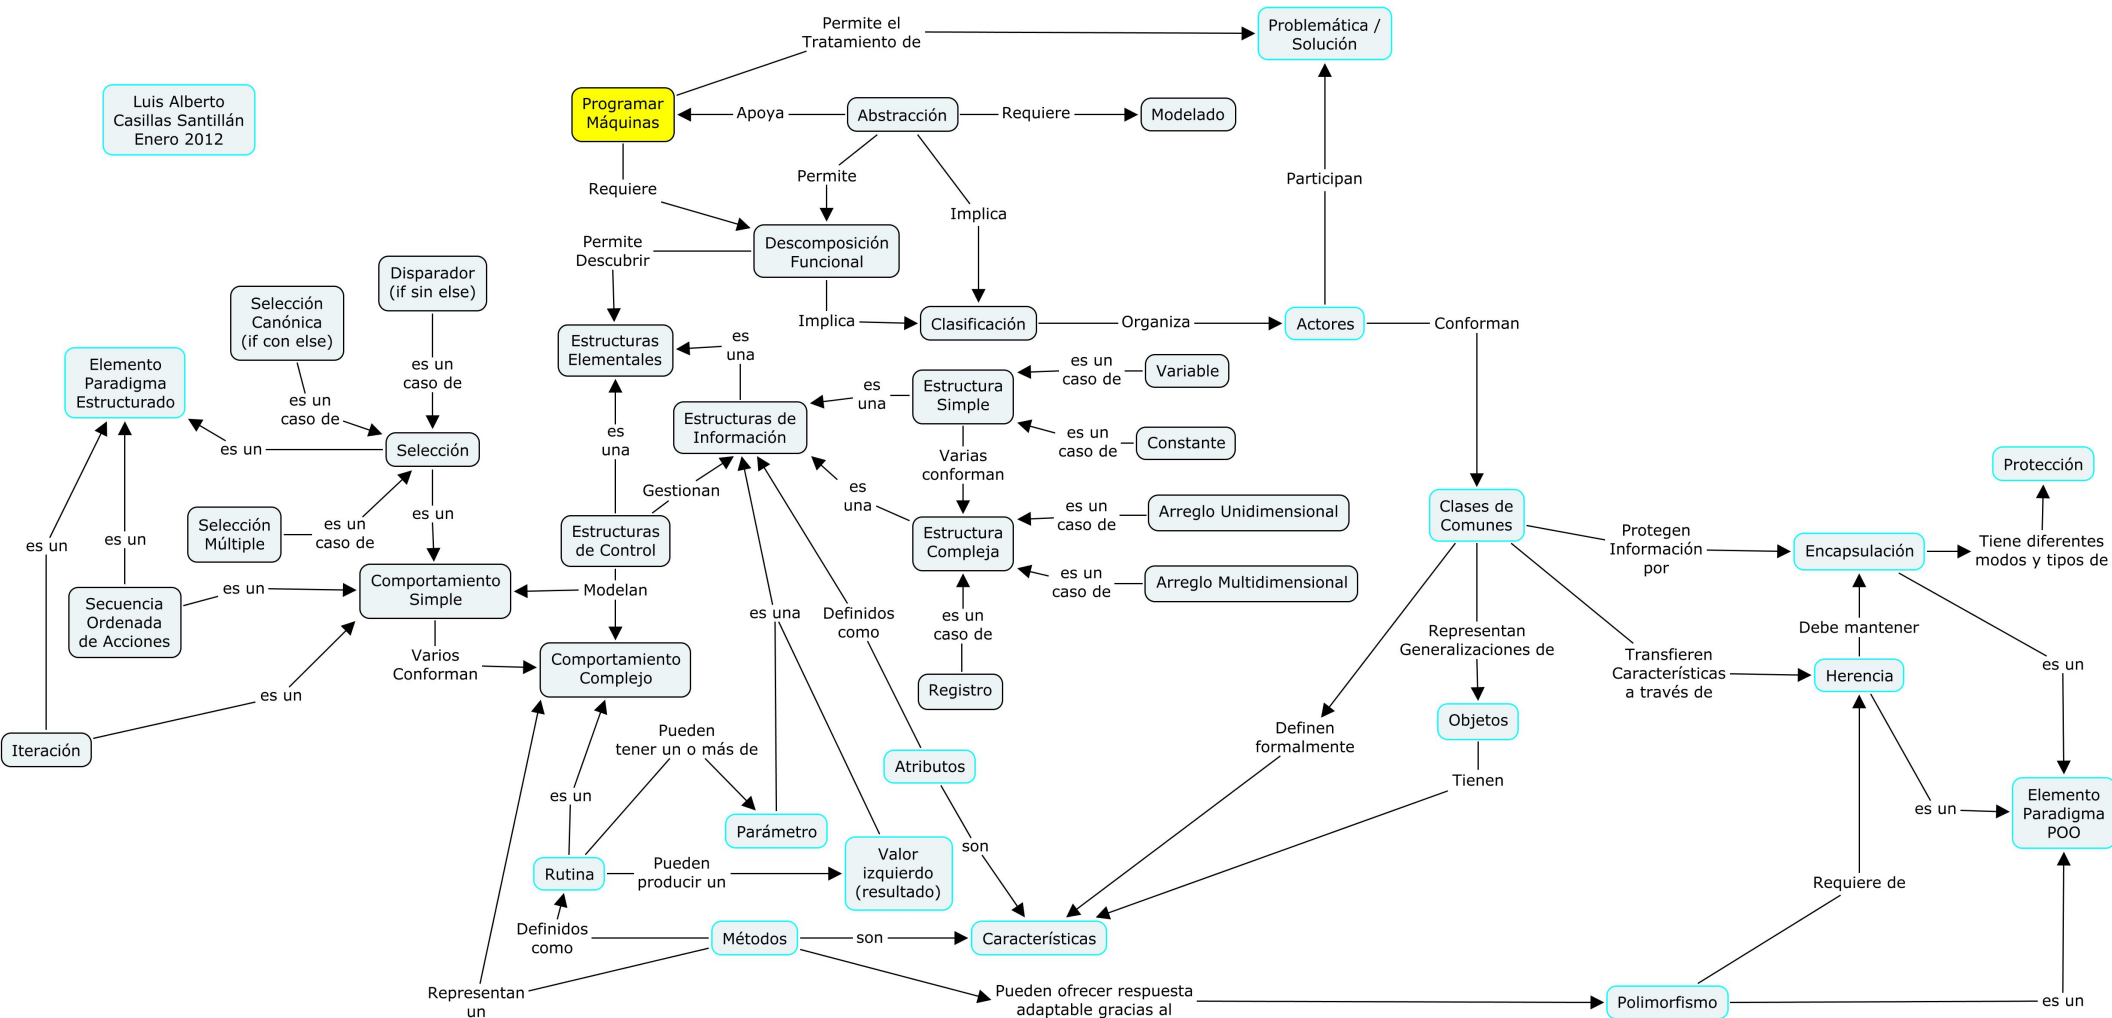 Permite el
Tratamiento de
Problemática /
Solución
Luis Alberto
Casillas Santillán
Enero 2012
Programar
Máquinas
Apoya
Abstracción
Requiere
Modelado
Requiere
Permite
Participan
Implica
Permite
Descubrir
Descomposición
Funcional
Disparador
(if sin else)
Selección
Canónica
(if con else)
Implica
Clasificación
Organiza
Actores
Conforman
Estructuras
Elementales
es
una
Elemento
Paradigma
Estructurado
es un
caso de
es un
caso de
Estructura
Simple
es
una
es un
caso de
Variable
Estructuras de
Información
es un
caso de
Constante
es un
Selección
es
una
Varias
conforman
Protección
Gestionan
es
una
Selección
Múltiple
es un
caso de
es un
Estructuras
de Control
Estructura
Compleja
es un
caso de
Arreglo Unidimensional
Clases de
Comunes
Protegen
Información
por
Encapsulación
Tiene diferentes
modos y tipos de
es un
es un
es un
caso de
Arreglo Multidimensional
Comportamiento
Simple
Modelan
es un
Secuencia
Ordenada
de Acciones
es una
Definidos
como
es un
caso de
Representan
Generalizaciones de
Debe mantener
Varios
Conforman
Comportamiento
Complejo
Transfieren
Características
a través de
Herencia
es un
es un
Registro
Objetos
Iteración
Pueden
tener un o más de
Definen
formalmente
Atributos
Tienen
es un
Parámetro
es un
Elemento
Paradigma
POO
Rutina
Pueden
producir un
Valor
izquierdo
(resultado)
son
Requiere de
Definidos
como
Métodos
son
Características
Representan
un
Pueden ofrecer respuesta
adaptable gracias al
Polimorfismo
es un